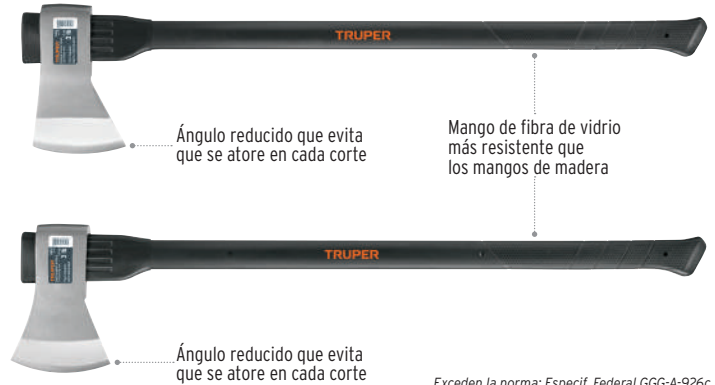 TRUPER
Ángulo reducido que evita
que se atore en cada corte
Mango de fibra de vidrio
más resistente que
los mangos de madera
TRUPER
Ángulo reducido que evita
que se atore en cada corte
Exceden la norma: Especif. Federal GGG-A-926c